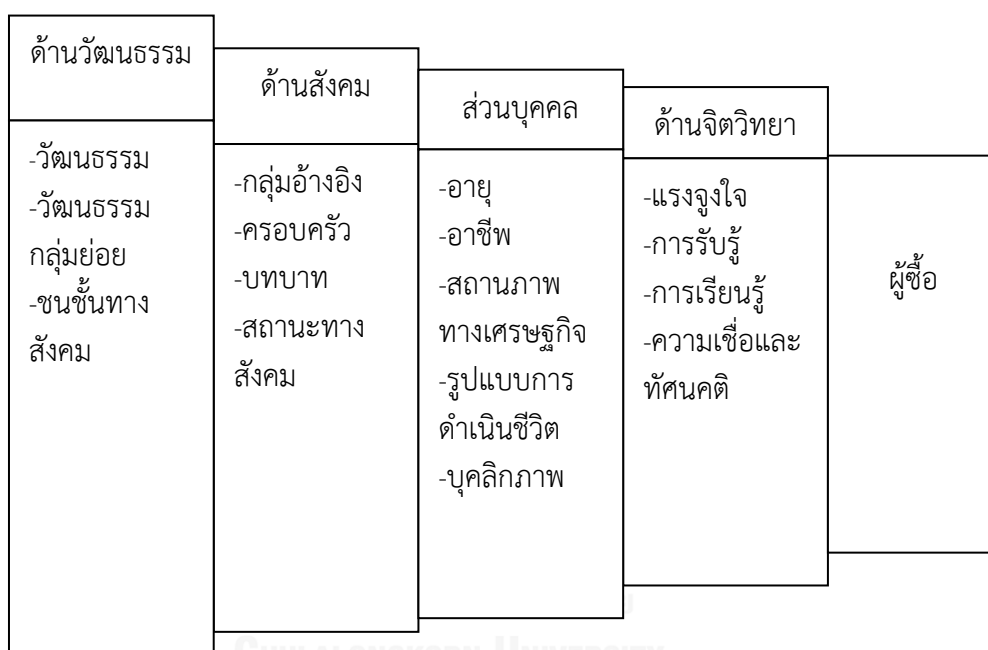 ด้านวัฒนธรรม
-วัฒนธรรม
-วัฒนธรรม
กลุ่มย่อย
-ชนชั้นทาง
สังคม
ด้านสังคม
-กลุ่มอ้างอิง
-ครอบครัว
-บทบาท
-สถานะทาง
สังคม
ส่วนบุคคล
-อายุ
-อาชีพ
-สถานภาพ
ทางเศรษฐกิจ
-รูปแบบการ
ดำเนินชีวิต
-บุคลิกภาพ
ด้านจิตวิทยา
-แรงจูงใจ
-การรับรู้
-การเรียนรู้
-ความเชื่อและ
ทัศนคติ
ผู้ซื้อ